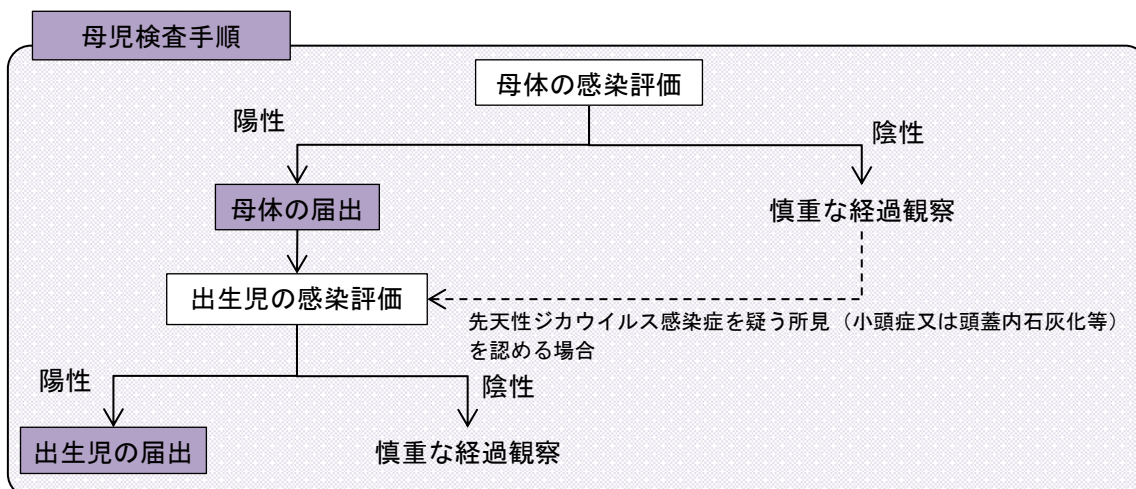 母児検査手順
母体の感染評価
陽性
陰性
母体の届出
慎重な経過観察
出生児の感染評価
先天性ジカウイルス感染症を疑う所見（小頭症又は頭蓋内石灰化等）
を認める場合
陽性
陰性
出生児の届出
慎重な経過観察